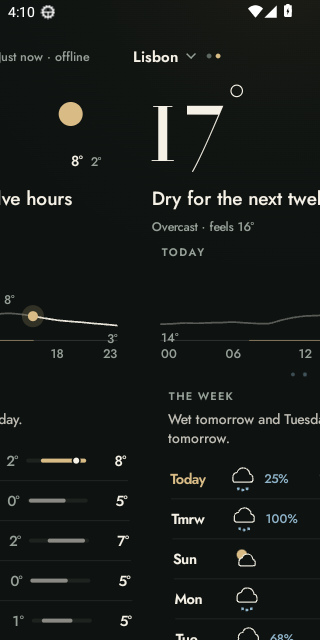 4:10
Just now · offline
Lisbon
8° 2°
17°
lve hours
Dry for the next twel
Overcast · feels 16°
TODAY
8°
3°
14°
18 23
00 06 12
THE WEEK
day.
Wet tomorrow and Tuesda
tomorrow.
2° 8°
Today 25%
0° 5°
Tmrw 100%
2° 7°
Sun
0° 5°
Mon
1° 5°
Tue 68%